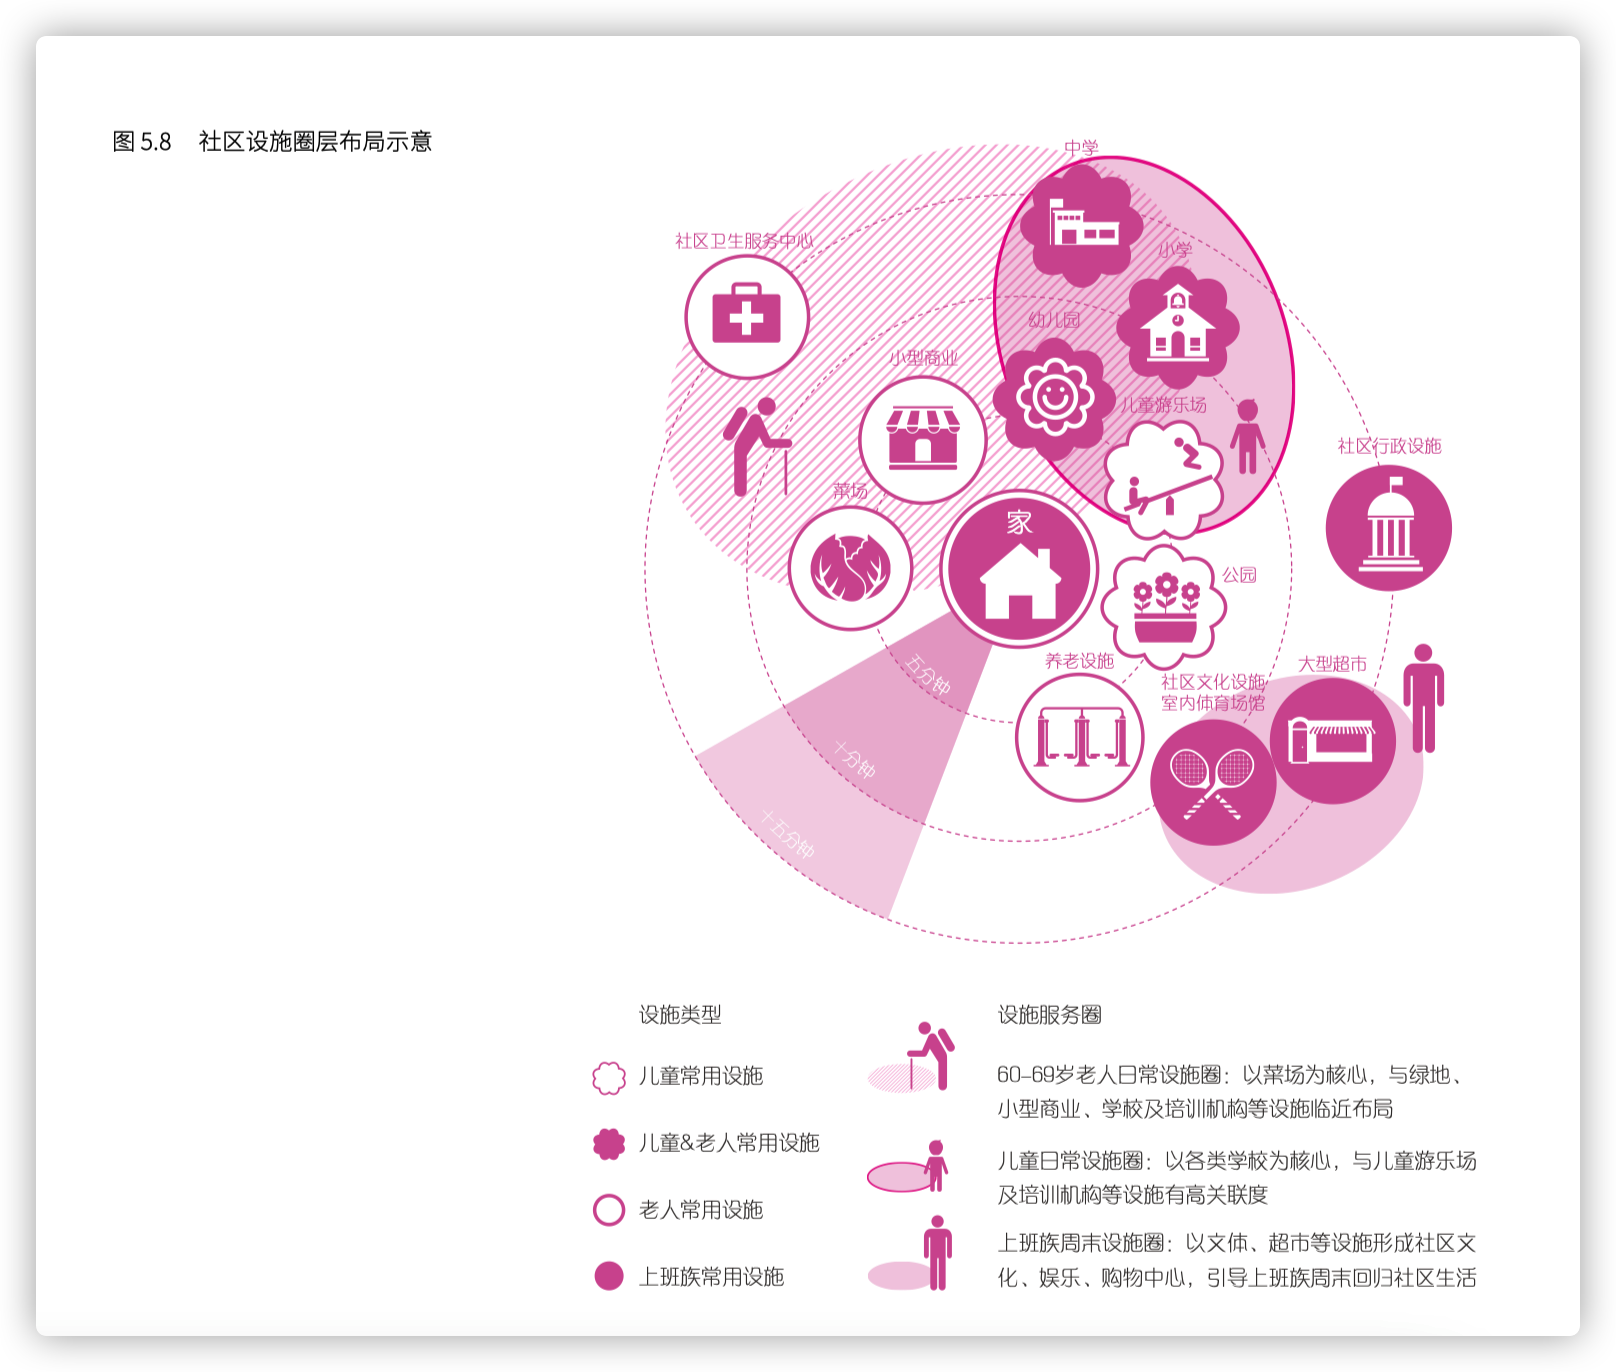 图 5.8 社区设施圈层布局示意
中学
社区卫生服务中心
小学
幼儿园
小型商业
儿童游乐场
社区行政设施
菜场
家
公园
养老设施
五分钟
社区文化设施
室内体育场馆
大型超市
十分钟
十五分钟
设施类型
儿童常用设施
儿童&老人常用设施
老人常用设施
上班族常用设施
设施服务圈
60-69岁老人日常设施圈：以菜场为核心，与绿地、
小型商业、学校及培训机构等设施临近布局
儿童日常设施圈：以各类学校为核心，与儿童游乐场
及培训机构等设施有高关联度
上班族周末设施圈：以文体、超市等设施形成社区文
化、娱乐、购物中心，引导上班族周末回归社区生活